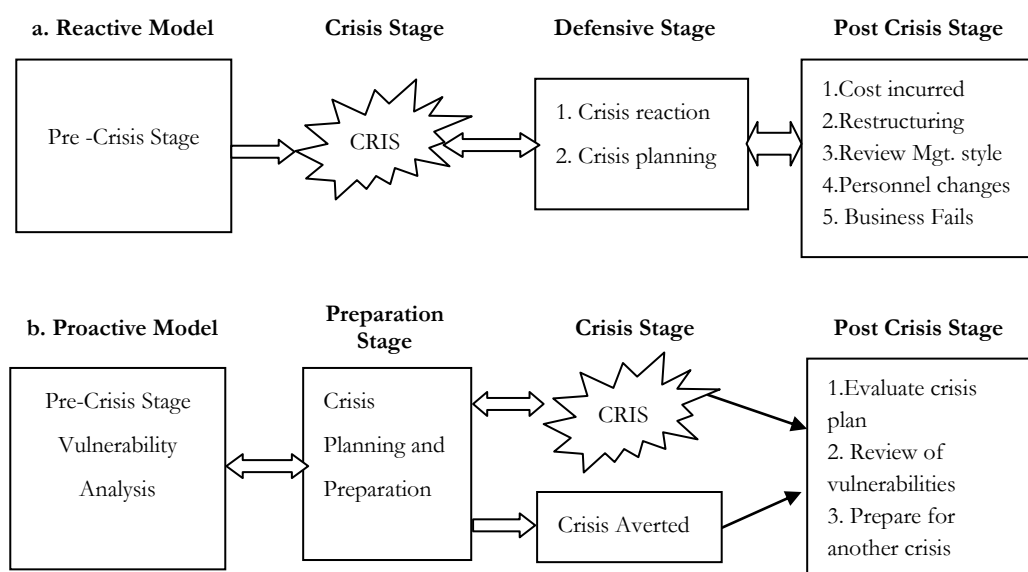 a. Reactive Model
Crisis Stage
Defensive Stage
Post Crisis Stage
Pre -Crisis Stage
CRIS
1. Crisis reaction
2. Crisis planning
1.Cost incurred
2.Restructuring
3.Review Mgt. style
4.Personnel changes
5. Business Fails
b. Proactive Model
Preparation
Stage
Crisis Stage
Post Crisis Stage
Pre-Crisis Stage
Vulnerability
Analysis
Crisis
Planning and
Preparation
CRIS
Crisis Averted
1.Evaluate crisis
plan
2. Review of
vulnerabilities
3. Prepare for
another crisis